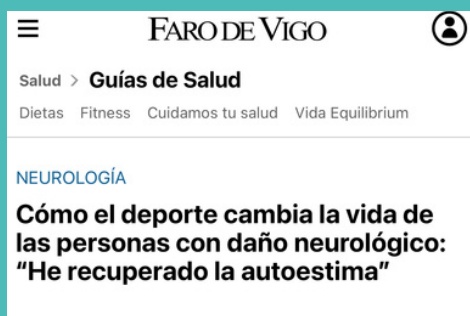 FARO DE VIGO
Salud > Guías de Salud
Dietas Fitness Cuidamos tu salud Vida Equilibrium
NEUROLOGÍA
Cómo el deporte cambia la vida de
las personas con daño neurológico:
“He recuperado la autoestima”